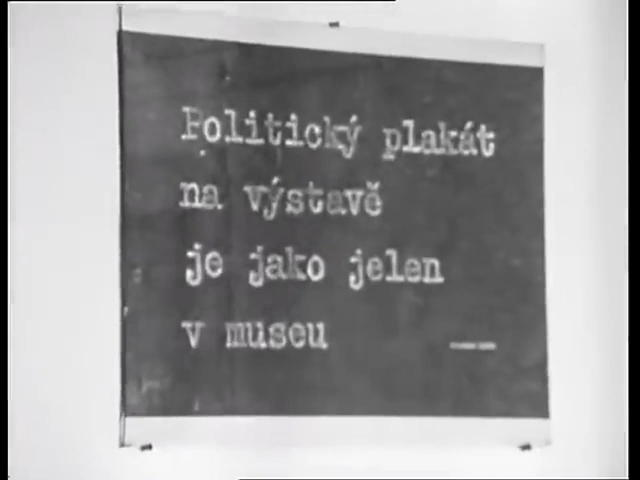 Politický plakát
na výstavě
je jako jelen
v museu —